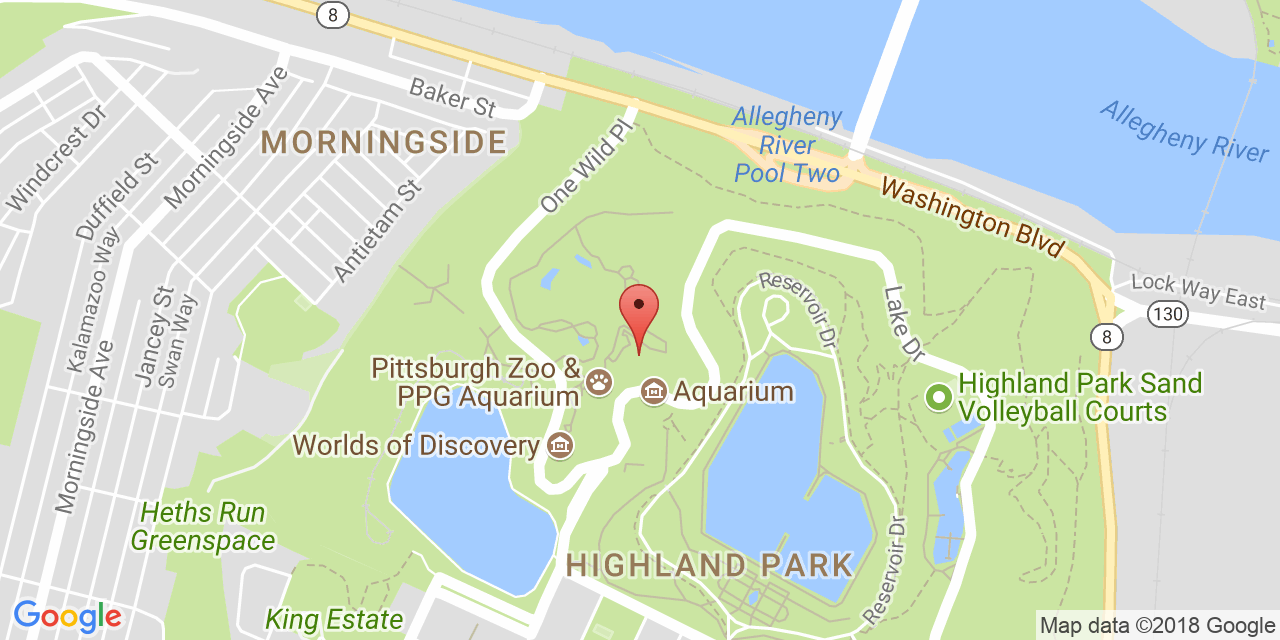 8
Baker St
MORNINGSIDE
Windcrest Dr
Duffield St
Morningside Ave
Antietam St
One Wild Pl
Allegheny
River
Pool Two
Allegheny River
Washington Blvd
Kalamazoo Way
Jancey St
Swan Way
Morningside Ave
Reservoir Dr
Lake Dr
Lock Way East
130
8
Pittsburgh Zoo &
PPG Aquarium
Aquarium
Highland Park Sand
Volleyball Courts
Worlds of Discovery
Heths Run
Greenspace
HIGHLAND PARK
Reservoir Dr
King Estate
Google
Map data ©2018 Google